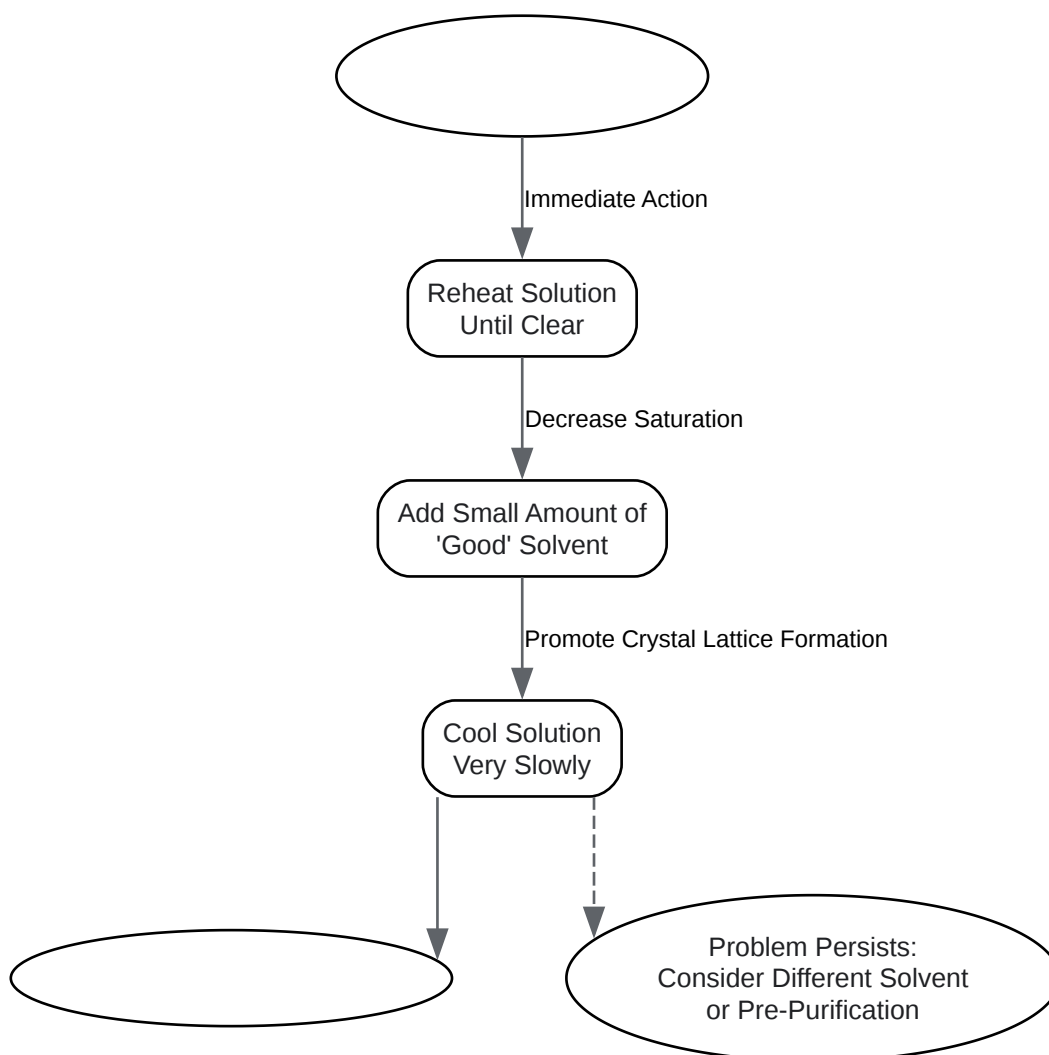 Immediate Action
Reheat Solution
Until Clear
Decrease Saturation
Add Small Amount of
'Good' Solvent
Promote Crystal Lattice Formation
Cool Solution
Very Slowly
Problem Persists:
Consider Different Solvent
or Pre-Purification